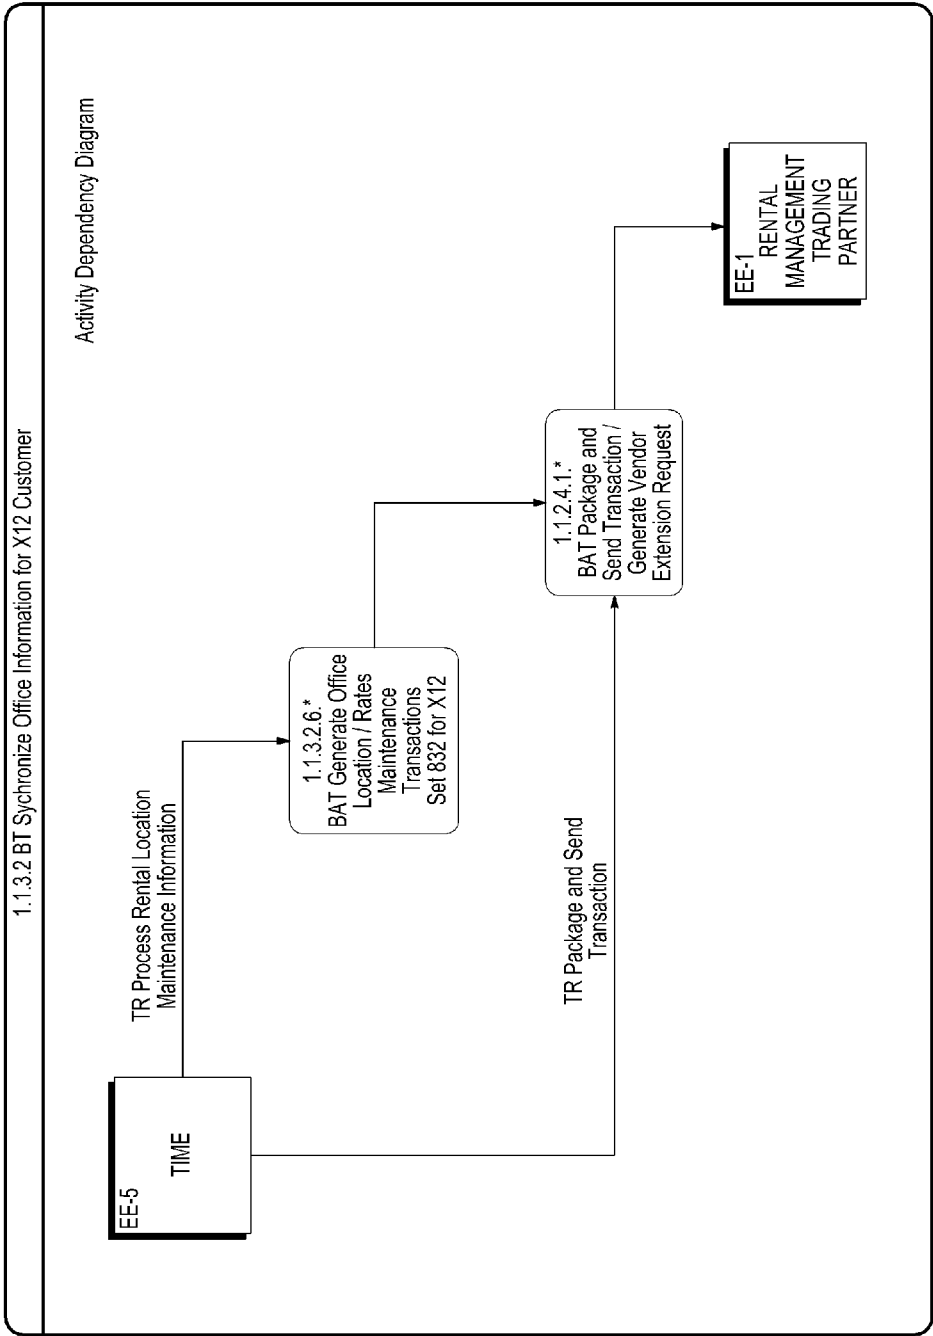 1.1.3.2 BT Sychronize Office Information for X12 Customer
Activity Dependency Diagram
EE-5
TIME
TR Process Rental Location
Maintenance Information
1.1.3.2.6.*
BAT Generate Office
Location / Rates
Maintenance
Transactions
Set 832 for X12
TR Package and Send
Transaction
1.1.2.4.1.*
BAT Package and
Send Transaction /
Generate Vendor
Extension Request
EE-1
RENTAL
MANAGEMENT
TRADING
PARTNER